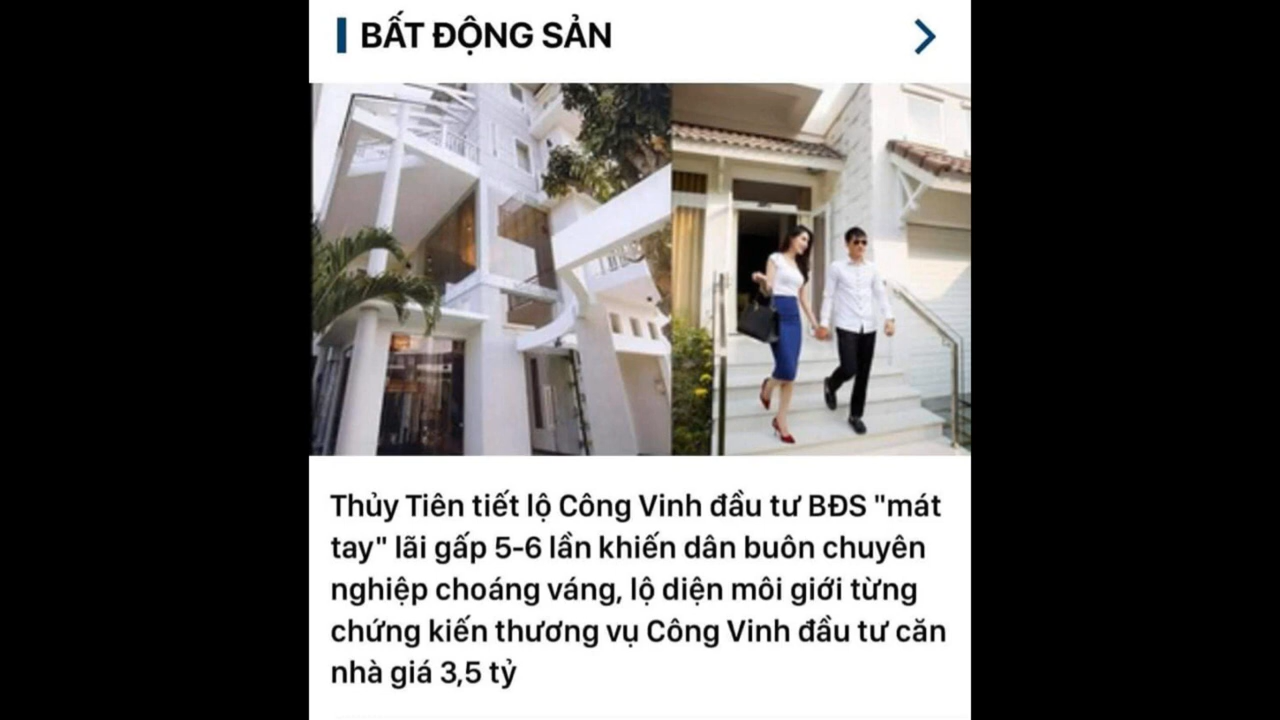 BẤT ĐỘNG SẢN
Thủy Tiên tiết lộ Công Vinh đầu tư BĐS "mát
tay" lãi gấp 5-6 lần khiến dân buôn chuyên
nghiệp choáng váng, lộ diện môi giới từng
chứng kiến thương vụ Công Vinh đầu tư căn
nhà giá 3,5 tỷ